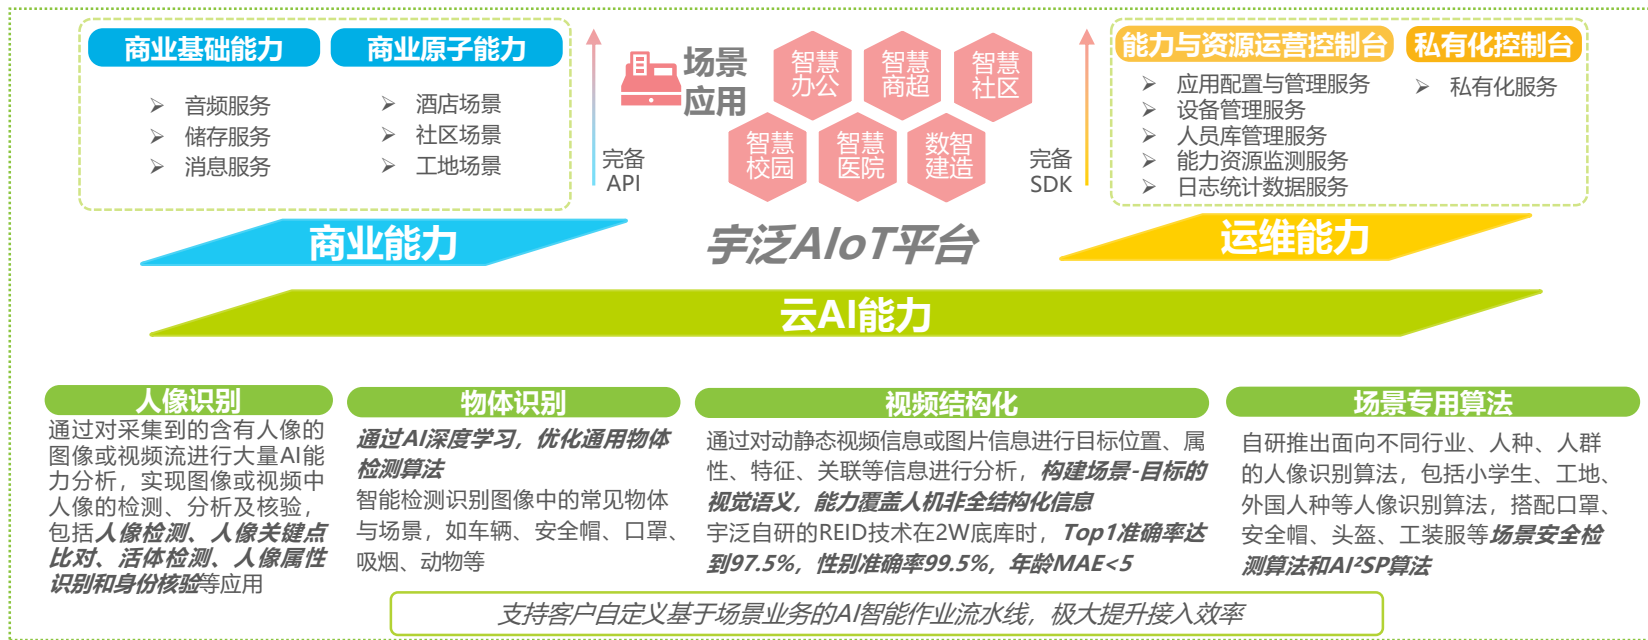 商业基础能力
音频服务
储存服务
消息服务
商业原子能力
酒店场景
社区场景
工地场景
完备
API
场景
应用
智慧
办公
智慧
商超
智慧
社区
智慧
校园
智慧
医院
数智
建造
完备
SDK
能力与资源运营控制台
应用配置与管理服务
设备管理服务
人员库管理服务
能力资源监测服务
日志统计数据服务
私有化控制台
私有化服务
商业能力
宇泛AIoT平台
运维能力
云AI能力
人像识别
通过对采集到的含有人像的
图像或视频流进行大量AI能
力分析，实现图像或视频中
人像的检测、分析及核验，
包括人像检测、人像关键点
比对、活体检测、人像属性
识别和身份核验等应用
物体识别
通过AI深度学习，优化通用物体
检测算法
智能检测识别图像中的常见物体
与场景，如车辆、安全帽、口罩、
吸烟、动物等
视频结构化
通过对动静态视频信息或图片信息进行目标位置、属
性、特征、关联等信息进行分析，构建场景-目标的
视觉语义，能力覆盖人机非全结构化信息
宇泛自研的REID技术在2W底库时，Top1准确率达
到97.5%，性别准确率99.5%，年龄MAE<5
场景专用算法
自研推出面向不同行业、人种、人群
的人像识别算法，包括小学生、工地、
外国人种等人像识别算法，搭配口罩、
安全帽、头盔、工装服等场景安全检
测算法和AI²SP算法
支持客户自定义基于场景业务的AI智能作业流水线，极大提升接入效率